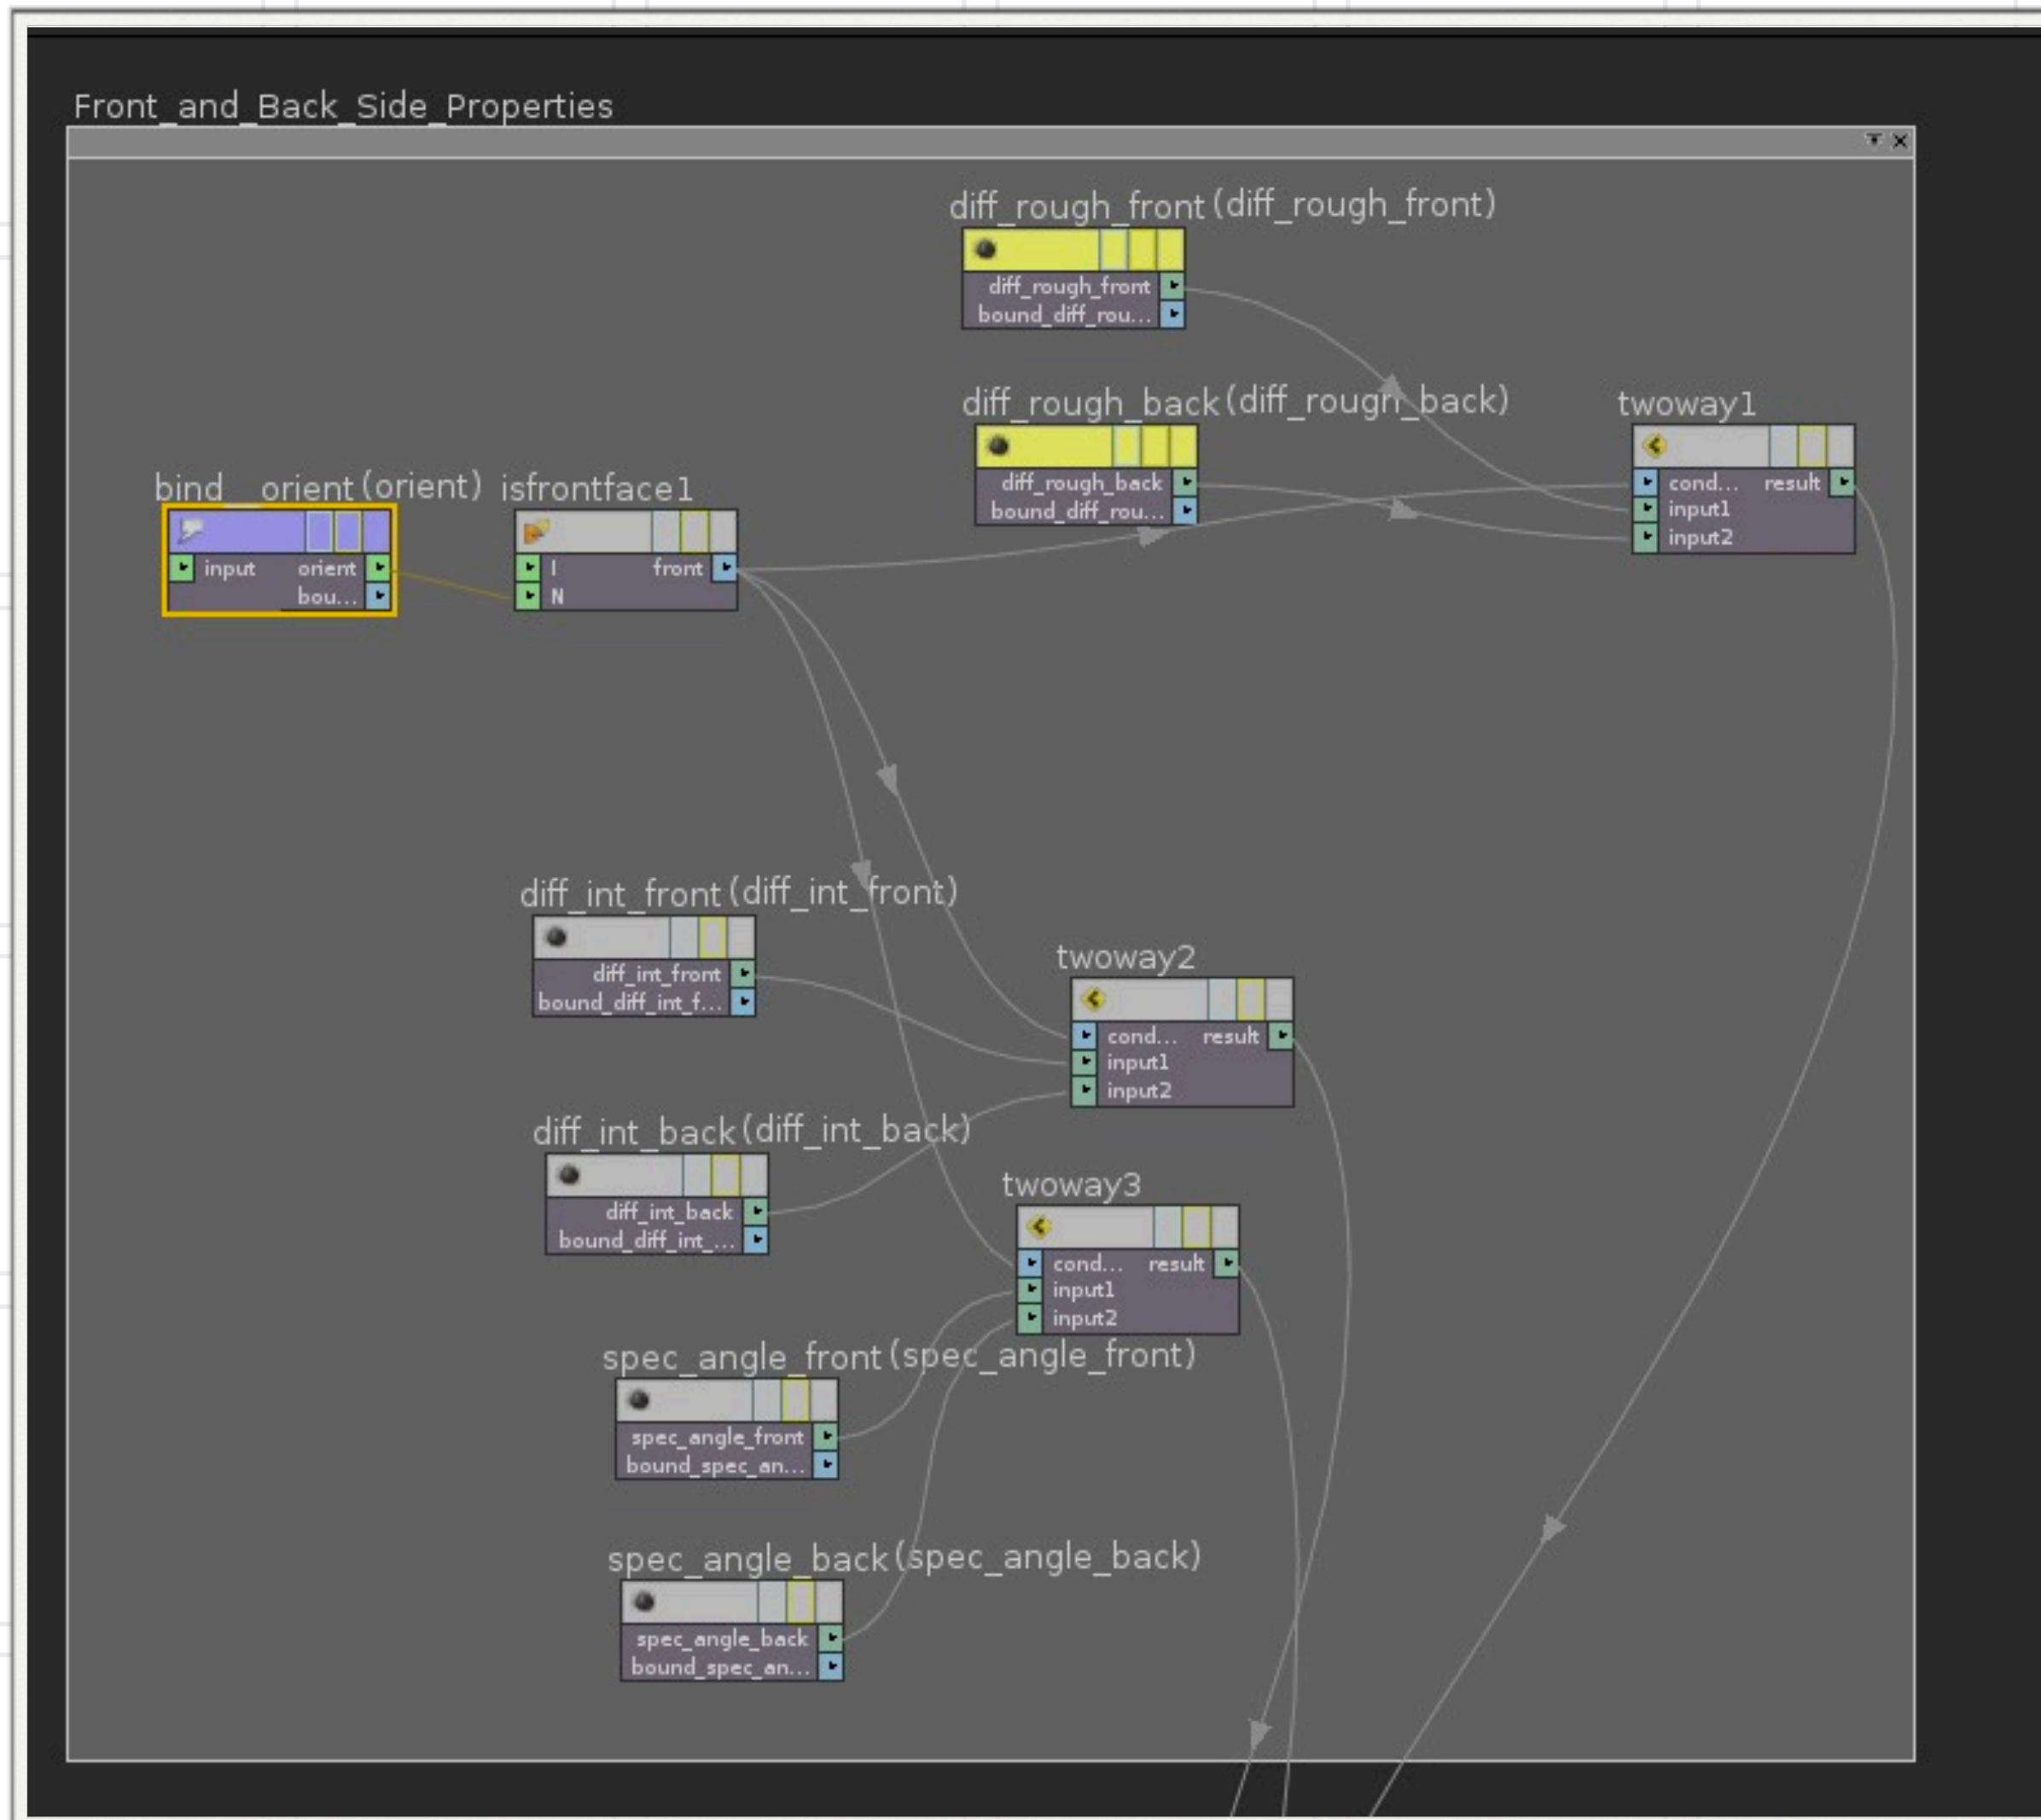 Front_and_Back_Side_Properties
diff_rough_front (diff_rough_front)
diff_rough_front
bound_diff_rou...
diff_rough_back (diff_rough_back)
diff_rough_back
bound_diff_rou...
twoway1
cond... result
input1
input2
bind__orient (orient)
input orient
bou...
isfrontface1
I front
N
diff_int_front (diff_int_front)
diff_int_front
bound_diff_int_f...
twoway2
cond... result
input1
input2
diff_int_back (diff_int_back)
diff_int_back
bound_diff_int_...
twoway3
cond... result
input1
input2
spec_angle_front (spec_angle_front)
spec_angle_front
bound_spec_an...
spec_angle_back (spec_angle_back)
spec_angle_back
bound_spec_an...